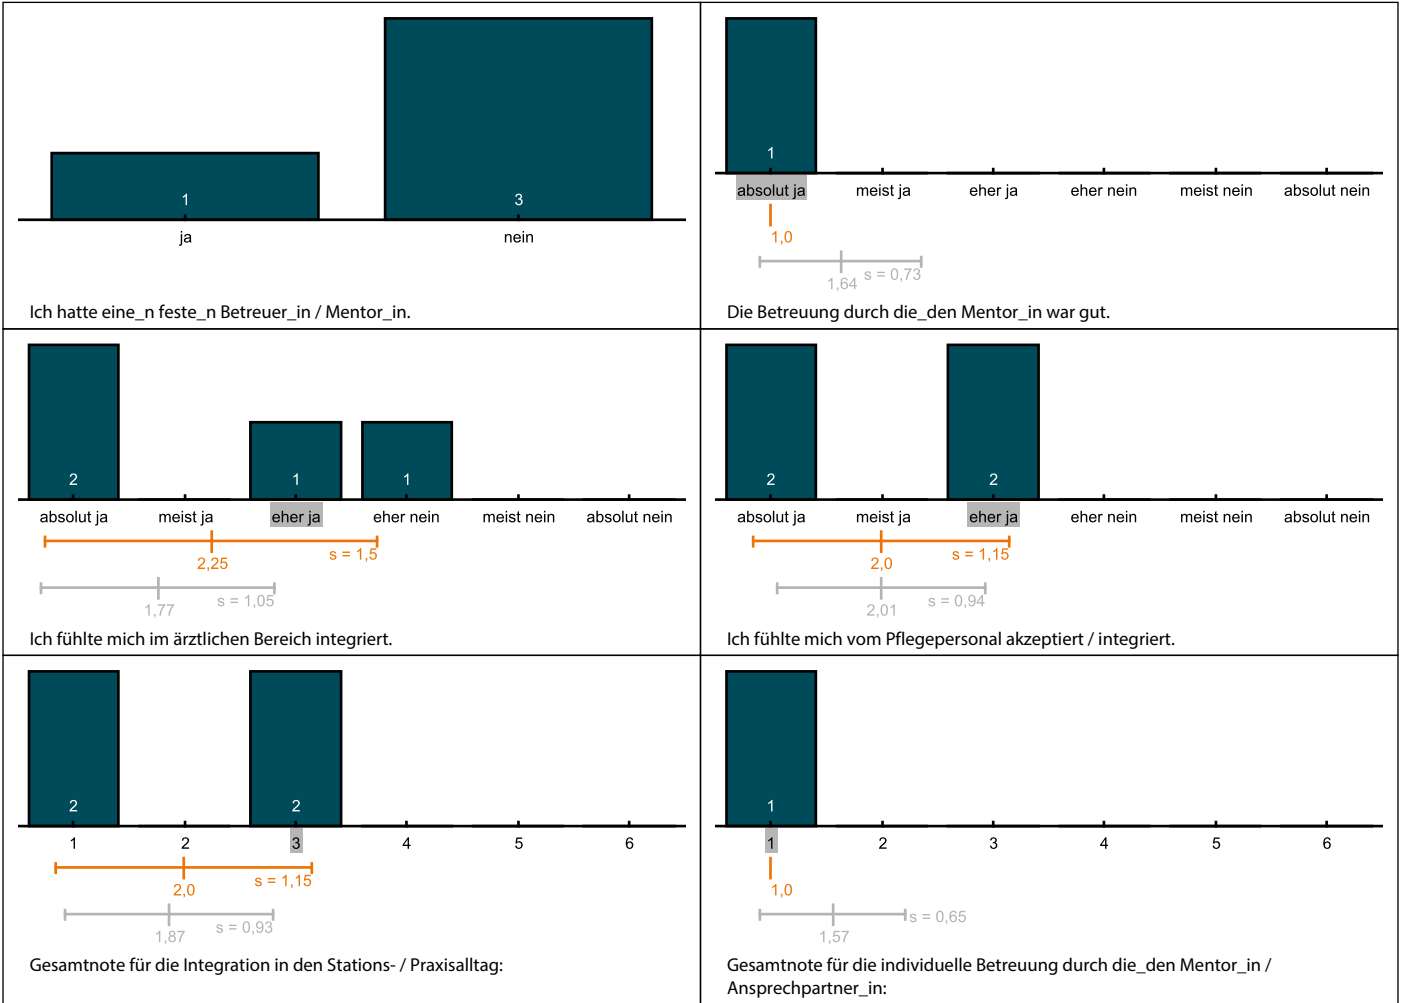 1
3
ja
nein
Ich hatte eine_n feste_n Betreuer_in / Mentor_in.
1
absolut ja
meist ja
eher ja
eher nein
meist nein
absolut nein
1,0
s = 0,73
1,64
Die Betreuung durch die_den Mentor_in war gut.
2
1
1
absolut ja
meist ja
eher ja
eher nein
meist nein
absolut nein
s = 1,5
2,25
s = 1,05
1,77
Ich fühlte mich im ärztlichen Bereich integriert.
2
2
absolut ja
meist ja
eher ja
eher nein
meist nein
absolut nein
s = 1,15
2,0
s = 0,94
2,01
Ich fühlte mich vom Pflegepersonal akzeptiert / integriert.
2
2
1
2
3
4
5
6
s = 1,15
2,0
s = 0,93
1,87
Gesamtnote für die Integration in den Stations- / Praxisalltag:
1
1
2
3
4
5
6
1,0
s = 0,65
1,57
Gesamtnote für die individuelle Betreuung durch die_den Mentor_in /
Ansprechpartner_in: